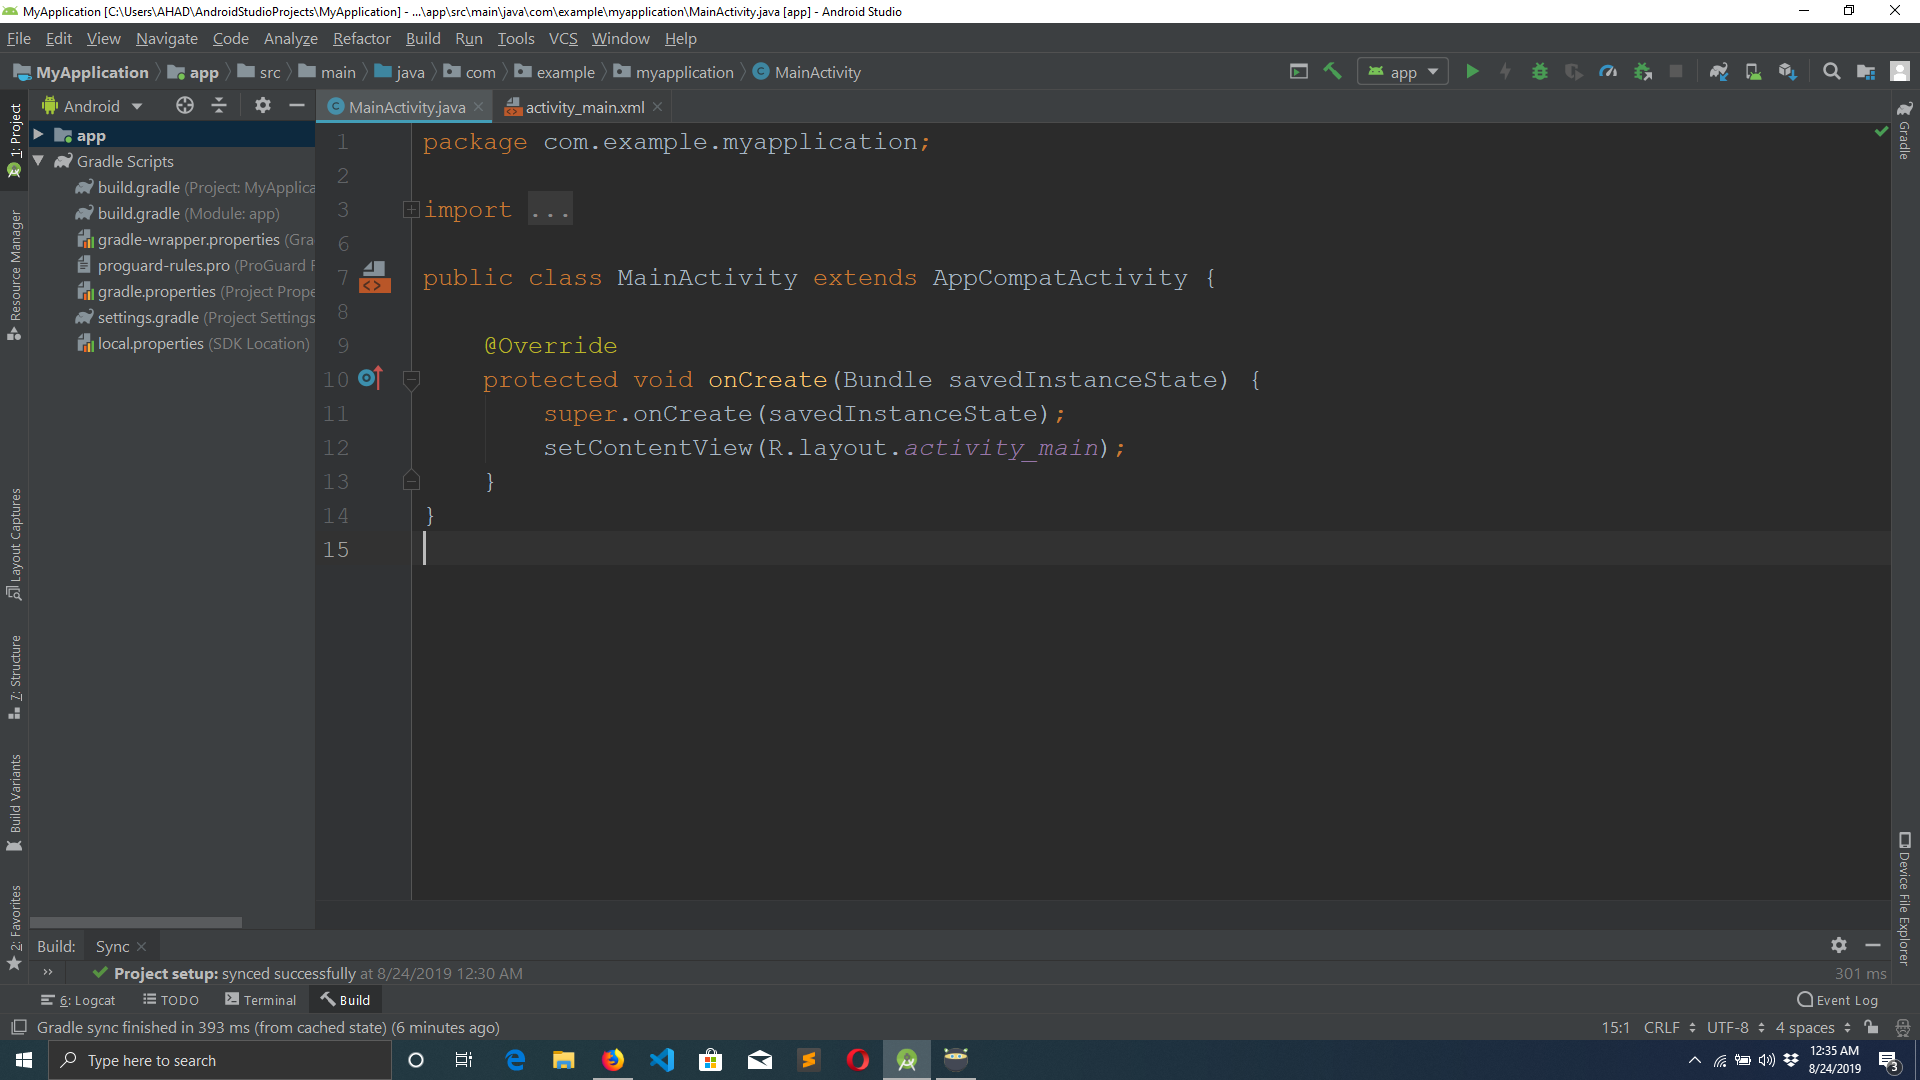 MyApplication [C:\Users\AHAD\AndroidStudioProjects\MyApplication] - ...\app\src\main\java\com\example\myapplication\MainActivity.java [app] - Android Studio
File Edit View Navigate Code Analyze Refactor Build Run Tools VCS Window Help
MyApplication app src main java com example myapplication MainActivity app
Android
MainActivity.java activity_main.xml
1: Project
Resource Manager
Layout Captures
7: Structure
Build Variants
2: Favorites
app
Gradle Scripts
build.gradle (Project: MyApplica
build.gradle (Module: app)
gradle-wrapper.properties (Gra
proguard-rules.pro (ProGuard
gradle.properties (Project Prope
settings.gradle (Project Settings
local.properties (SDK Location)
1 package com.example.myapplication;
2
3 import ...
6
7 public class MainActivity extends AppCompatActivity {
8
9 @Override
10 protected void onCreate(Bundle savedInstanceState) {
11 super.onCreate(savedInstanceState);
12 setContentView(R.layout.activity_main);
13 }
14 }
15
Gradle
Device File Explorer
Build: Sync
Project setup: synced successfully at 8/24/2019 12:30 AM 301 ms
6: Logcat TODO Terminal Build Event Log
Gradle sync finished in 393 ms (from cached state) (6 minutes ago) 15:1 CRLF UTF-8 4 spaces
Type here to search
12:35 AM
8/24/2019
3